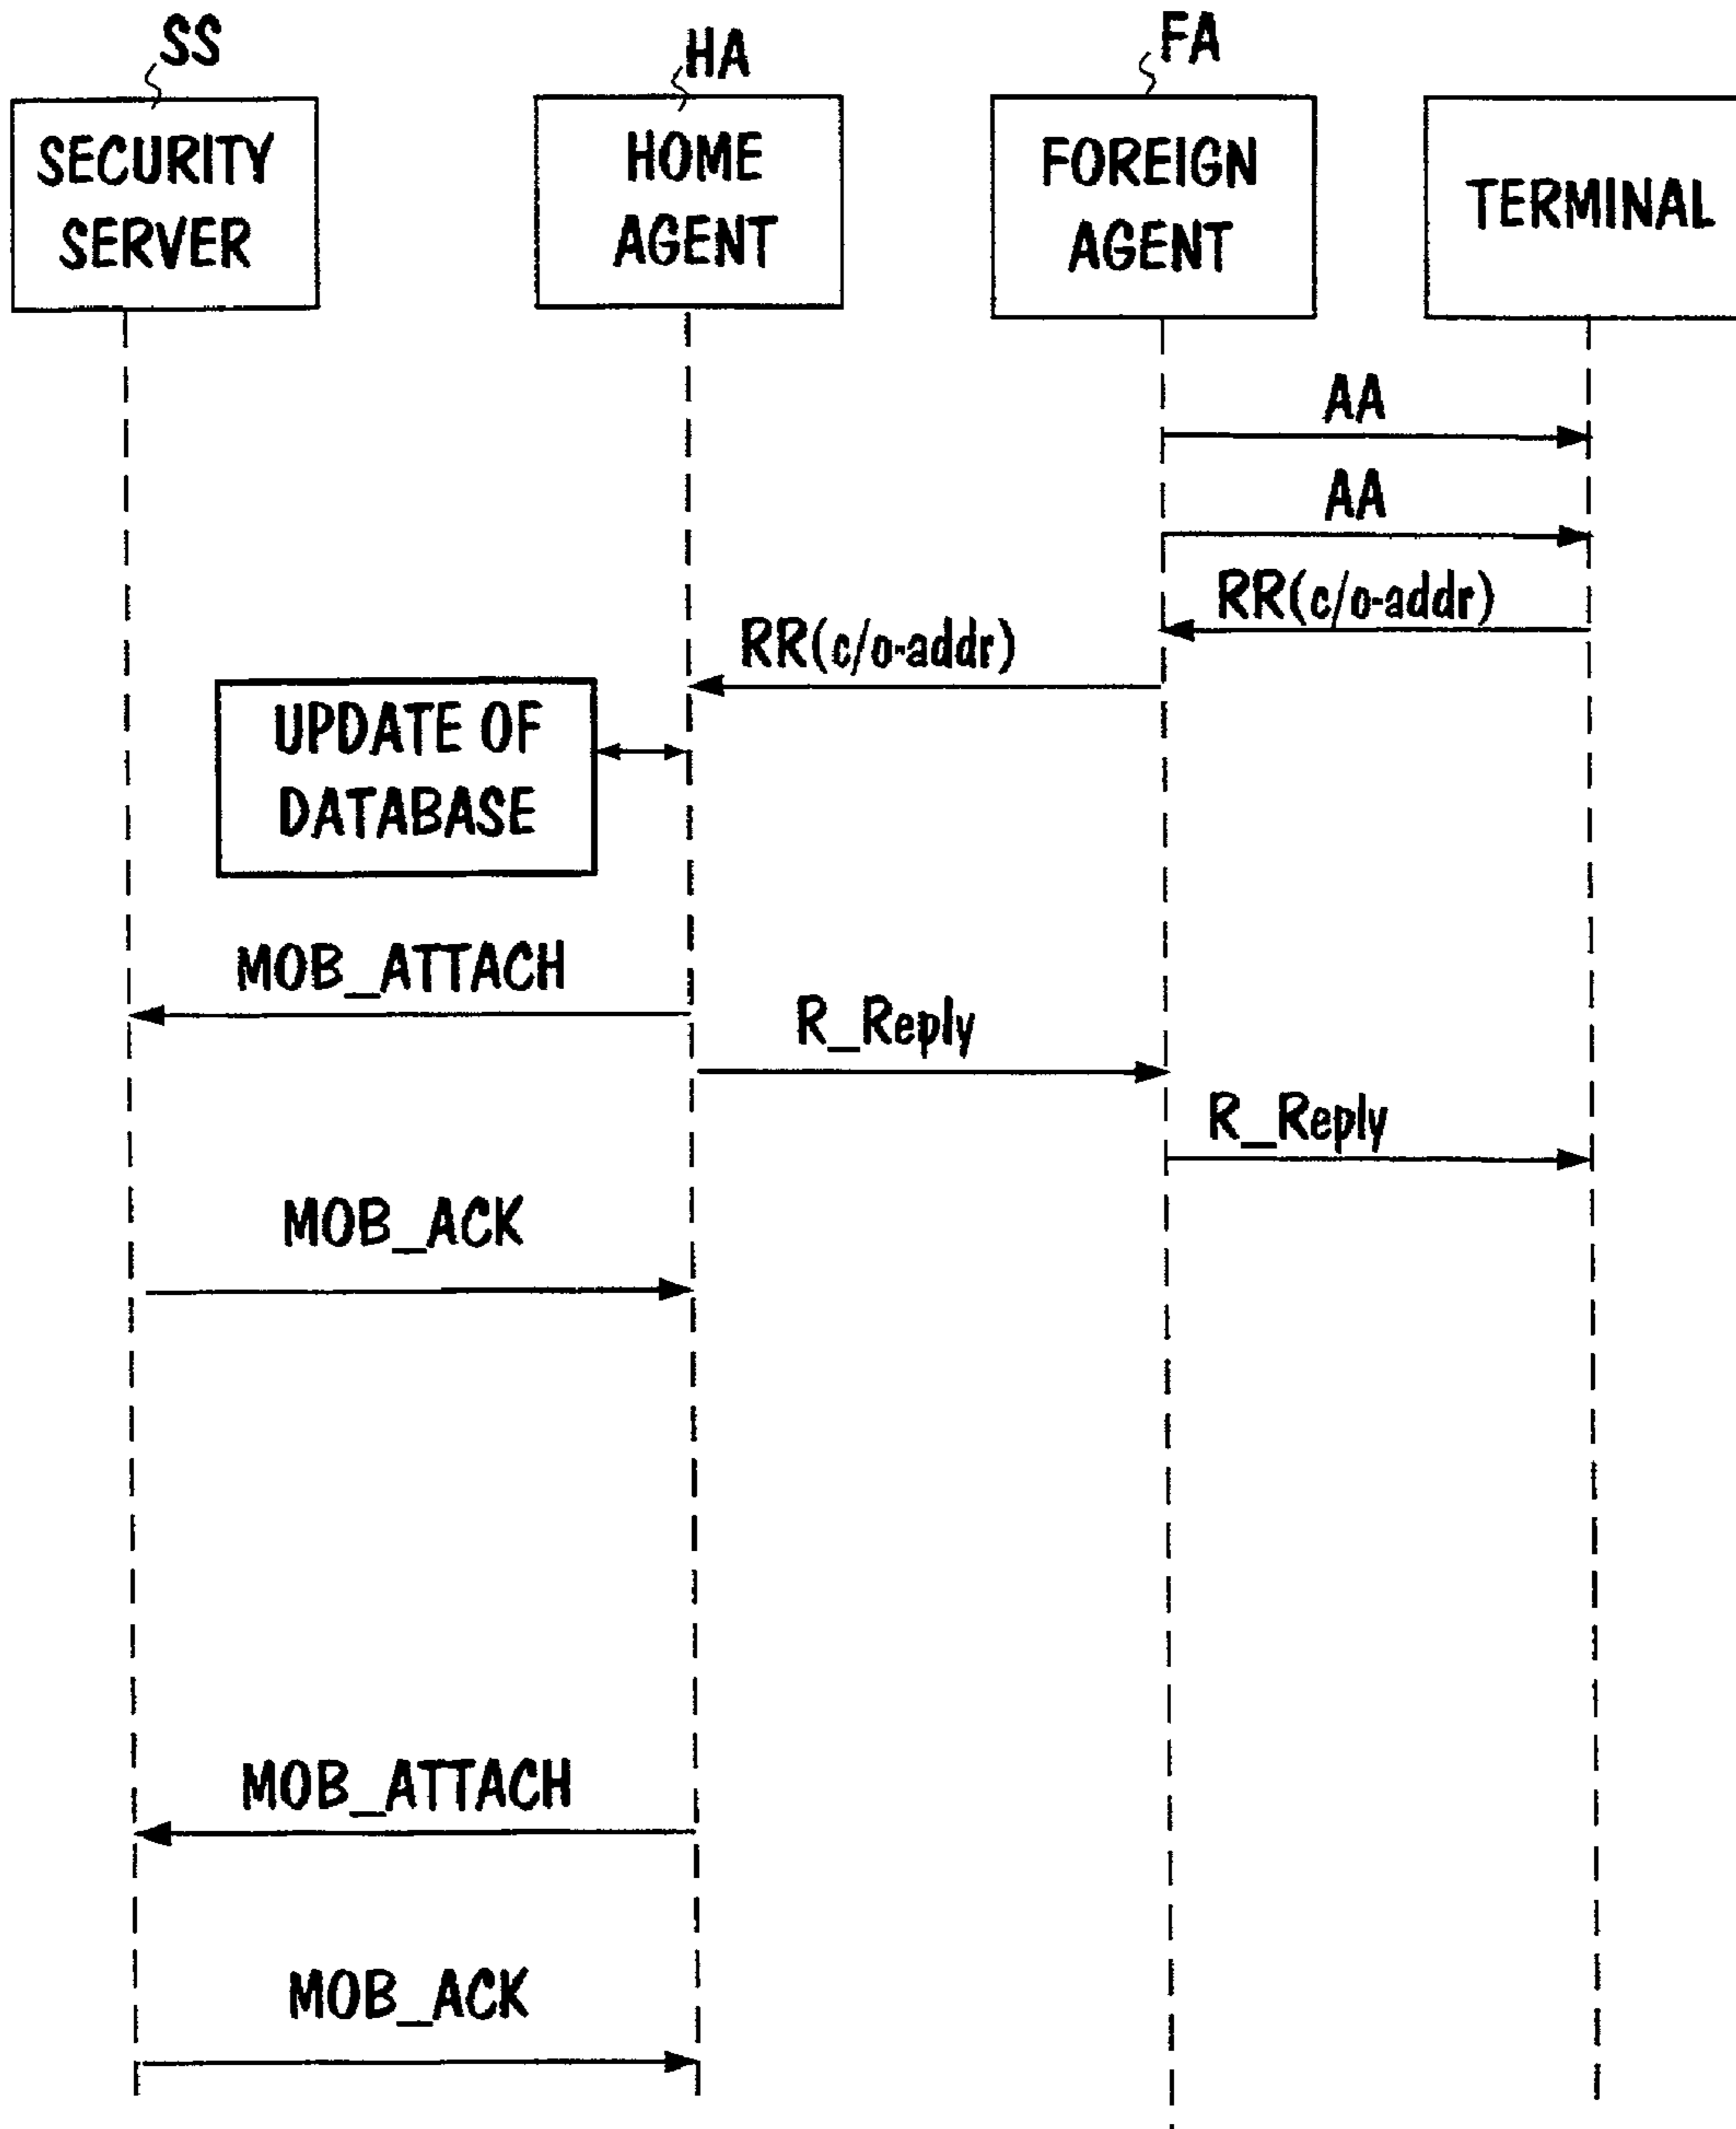 SS
HA
FA
SECURITY
SERVER
HOME
AGENT
FOREIGN
AGENT
TERMINAL
AA
AA
RR(c/o-addr)
RR(c/o-addr)
UPDATE OF
DATABASE
MOB_ATTACH
R_Reply
R_Reply
MOB_ACK
MOB_ATTACH
MOB_ACK